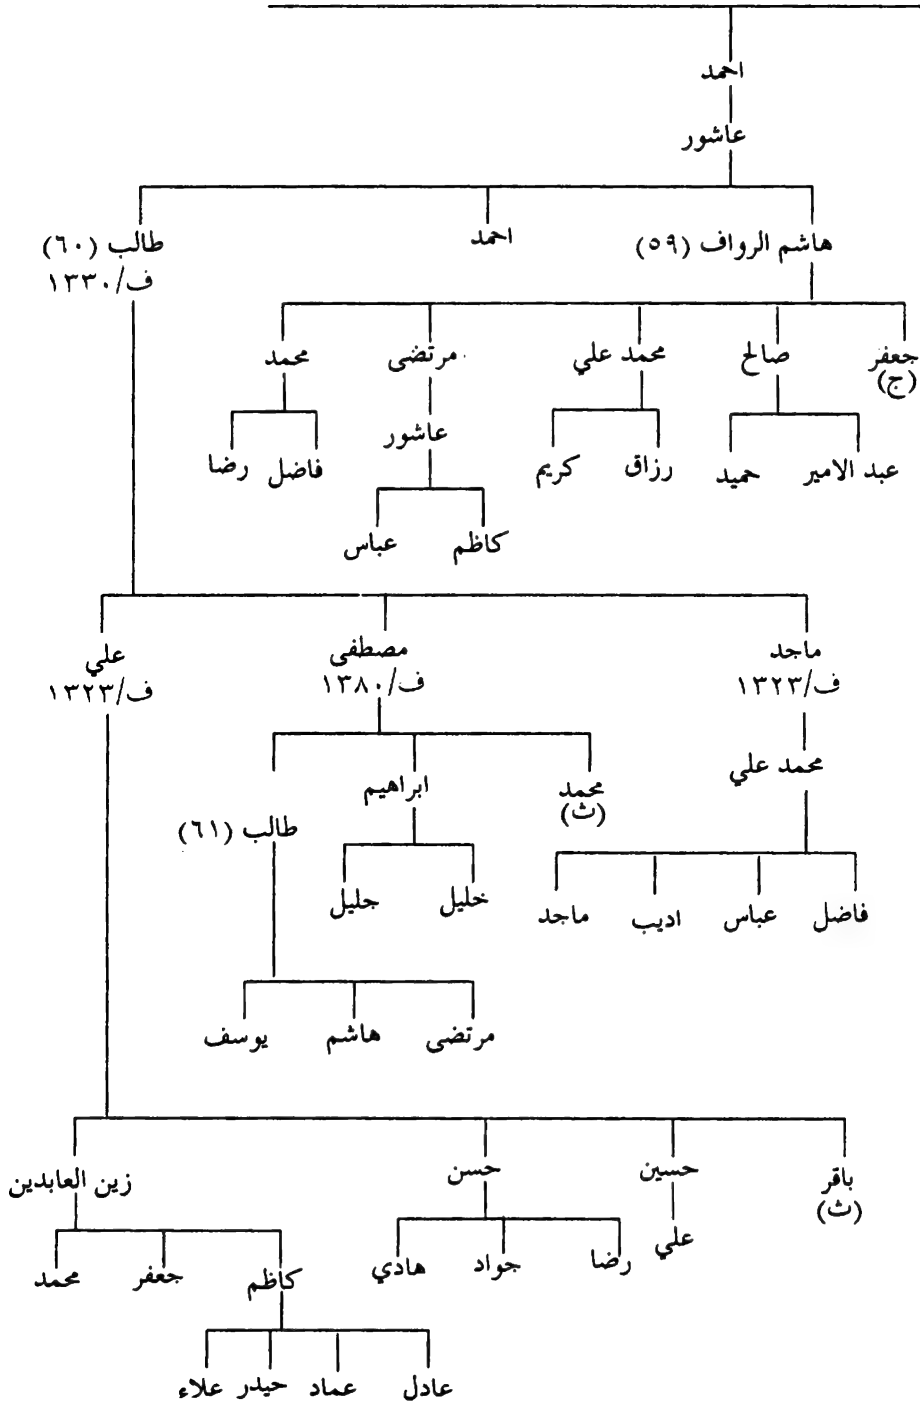 احمد
عاشور
هاشم الرواف (٥٩)
احمد
طالب (٦٠)
ف/١٣٣٠
جعفر
(ج)
صالح
محمد علي
مرتضى
محمد
عبد الامير
حميد
رزاق
كريم
عاشور
فاضل
رضا
كاظم
عباس
ماجد
ف/١٣٢٣
مصطفى
ف/١٣٨٠
علي
ف/١٣٢٣
محمد علي
محمد
(ث)
ابراهيم
طالب (٦١)
فاضل
عباس
اديب
ماجد
خليل
جليل
مرتضى
هاشم
يوسف
باقر
(ث)
حسين
حسن
زين العابدين
علي
رضا
جواد
هادي
كاظم
جعفر
محمد
عادل
عماد
حيدر
علاء